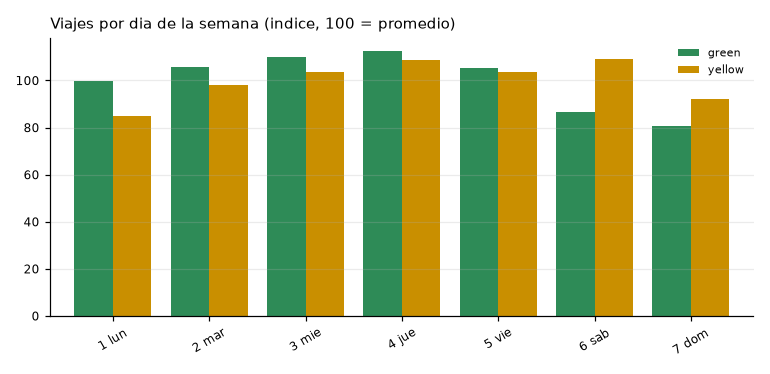 Viajes por dia de la semana (indice, 100 = promedio)
green
yellow
100
80
60
40
20
0
1 lun
2 mar
3 mie
4 jue
5 vie
6 sab
7 dom